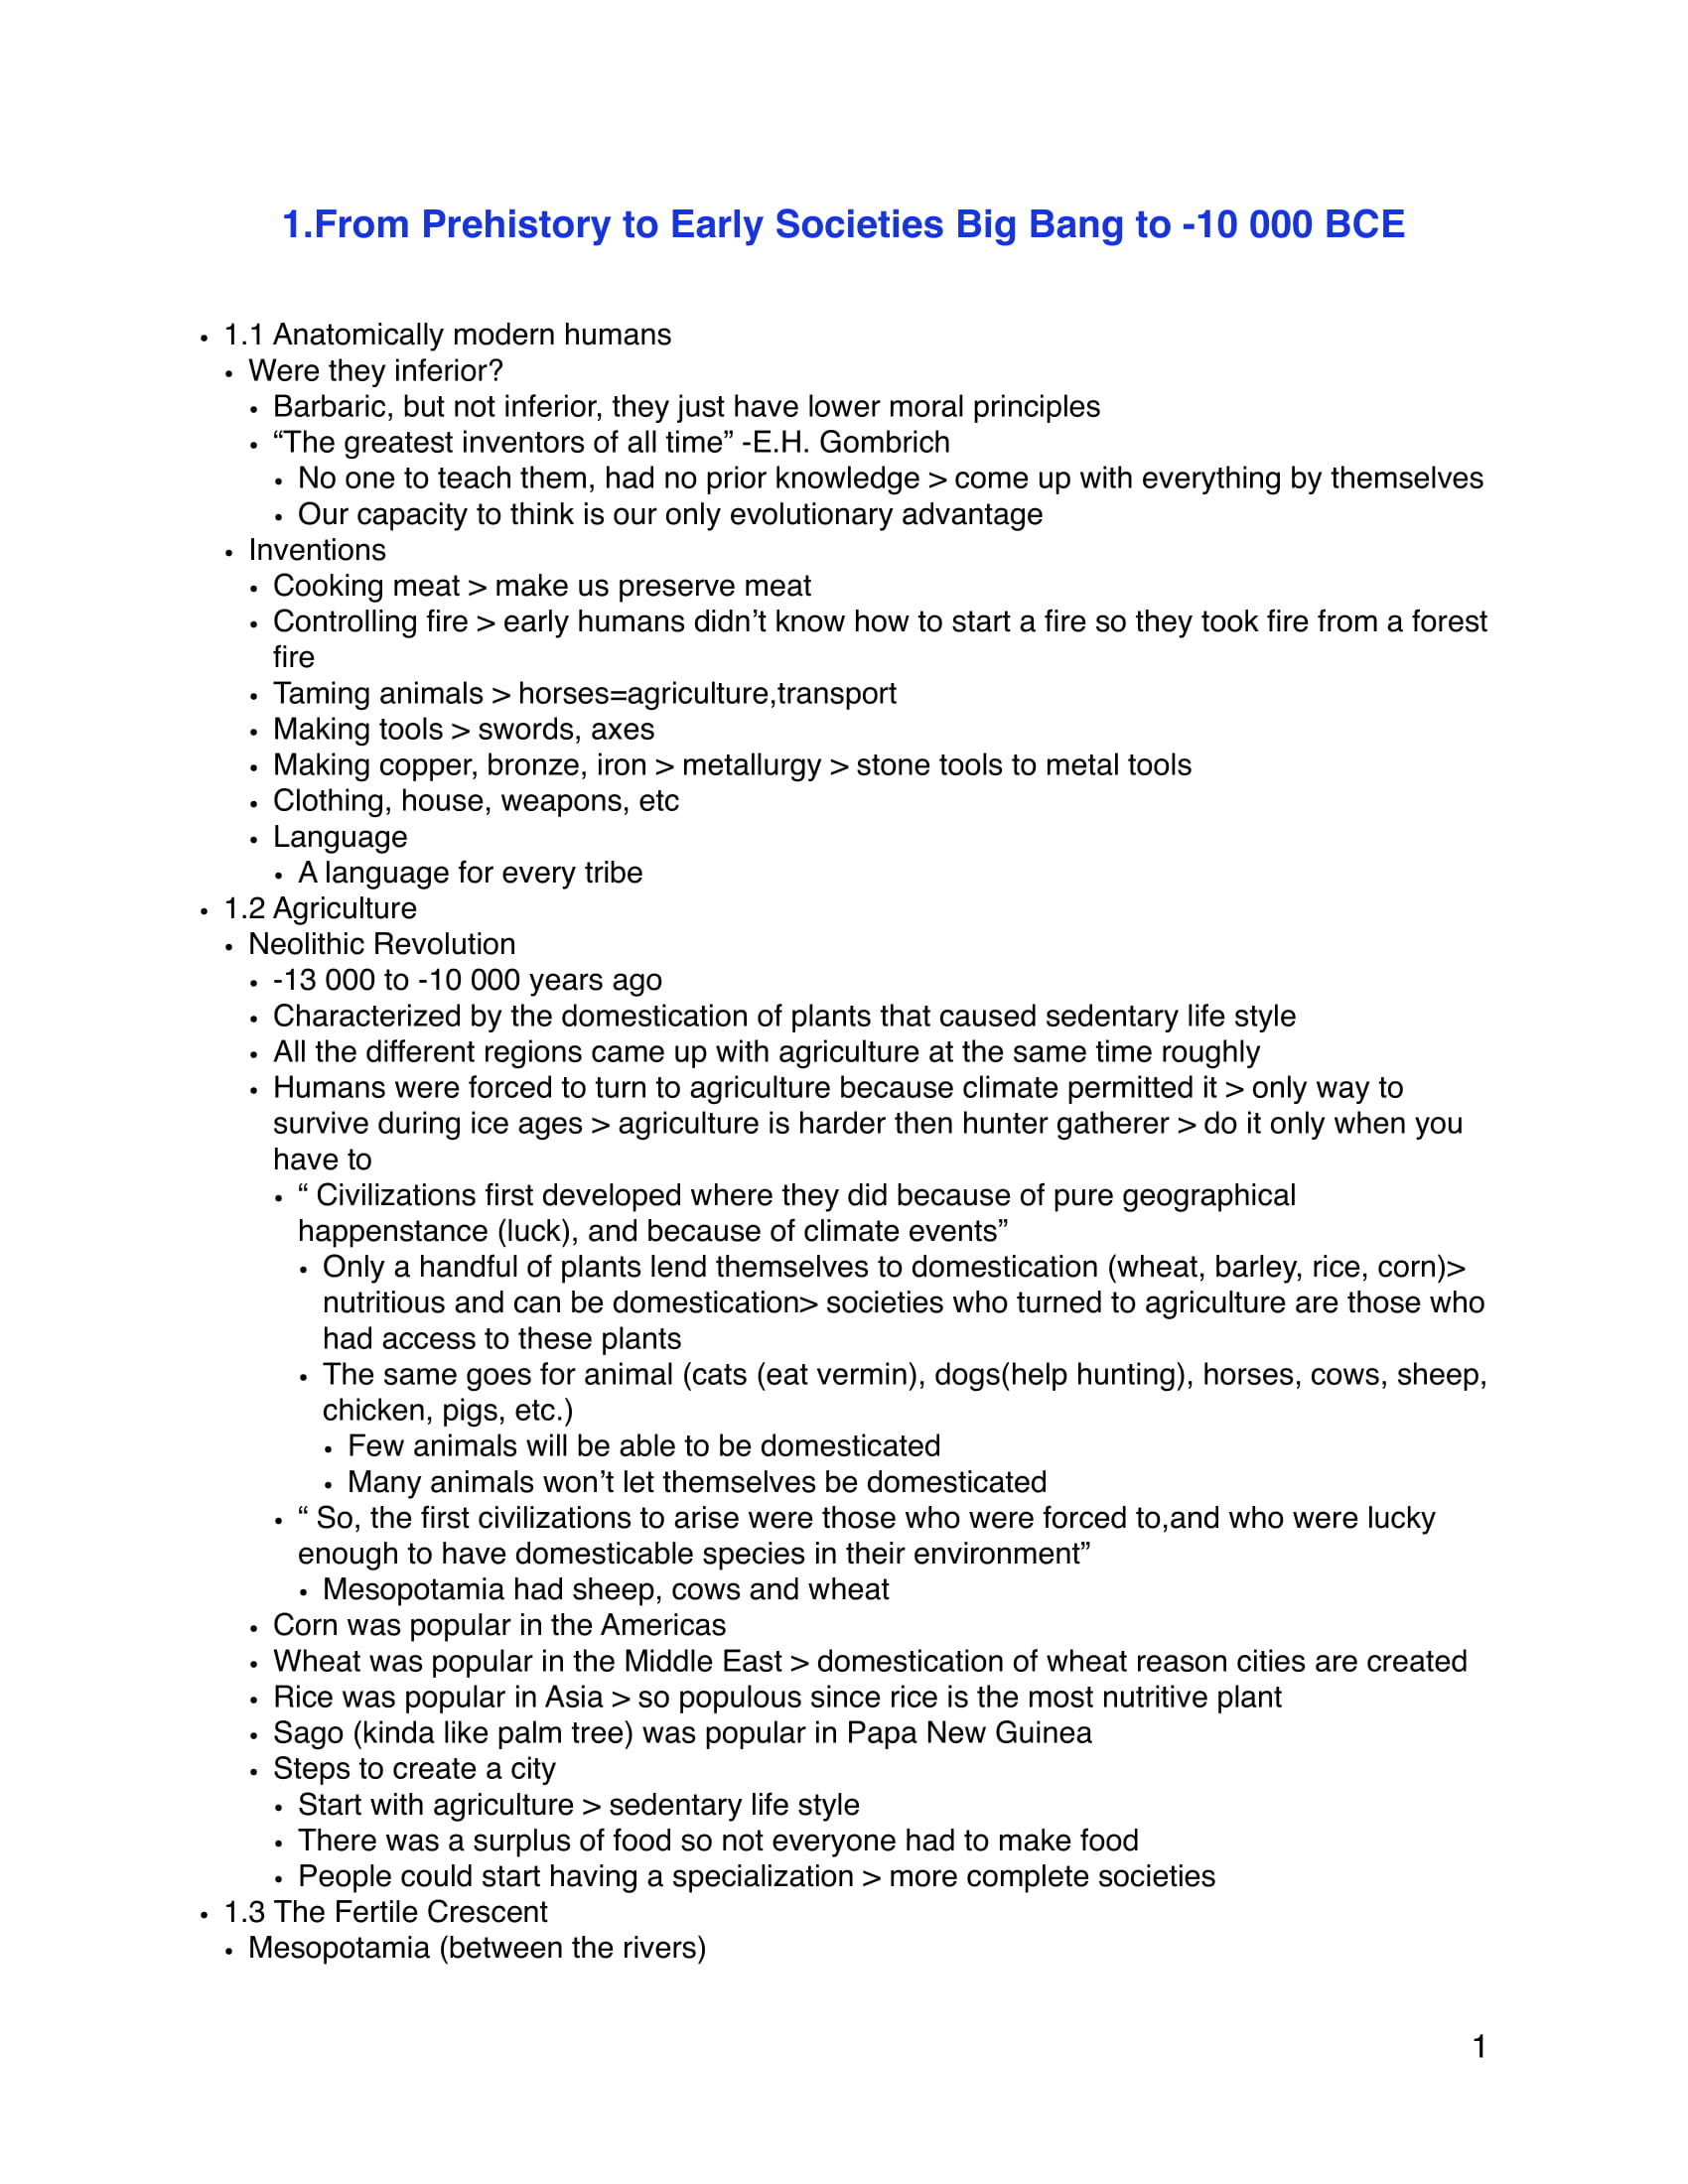 1.From Prehistory to Early Societies Big Bang to -10 000 BCE
• 1.1 Anatomically modern humans
• Were they inferior?
• Barbaric, but not inferior, they just have lower moral principles
• “The greatest inventors of all time” -E.H. Gombrich
• No one to teach them, had no prior knowledge > come up with everything by themselves
• Our capacity to think is our only evolutionary advantage
• Inventions
• Cooking meat > make us preserve meat
• Controlling fire > early humans didn’t know how to start a fire so they took fire from a forest
fire
• Taming animals > horses=agriculture,transport
• Making tools > swords, axes
• Making copper, bronze, iron > metallurgy > stone tools to metal tools
• Clothing, house, weapons, etc
• Language
• A language for every tribe
• 1.2 Agriculture
• Neolithic Revolution
• -13 000 to -10 000 years ago
• Characterized by the domestication of plants that caused sedentary life style
• All the different regions came up with agriculture at the same time roughly
• Humans were forced to turn to agriculture because climate permitted it > only way to
survive during ice ages > agriculture is harder then hunter gatherer > do it only when you
have to
• “ Civilizations first developed where they did because of pure geographical
happenstance (luck), and because of climate events”
• Only a handful of plants lend themselves to domestication (wheat, barley, rice, corn)>
nutritious and can be domestication> societies who turned to agriculture are those who
had access to these plants
• The same goes for animal (cats (eat vermin), dogs(help hunting), horses, cows, sheep,
chicken, pigs, etc.)
• Few animals will be able to be domesticated
• Many animals won’t let themselves be domesticated
• “ So, the first civilizations to arise were those who were forced to,and who were lucky
enough to have domesticable species in their environment”
• Mesopotamia had sheep, cows and wheat
• Corn was popular in the Americas
• Wheat was popular in the Middle East > domestication of wheat reason cities are created
• Rice was popular in Asia > so populous since rice is the most nutritive plant
• Sago (kinda like palm tree) was popular in Papa New Guinea
• Steps to create a city
• Start with agriculture > sedentary life style
• There was a surplus of food so not everyone had to make food
• People could start having a specialization > more complete societies
• 1.3 The Fertile Crescent
• Mesopotamia (between the rivers)
1